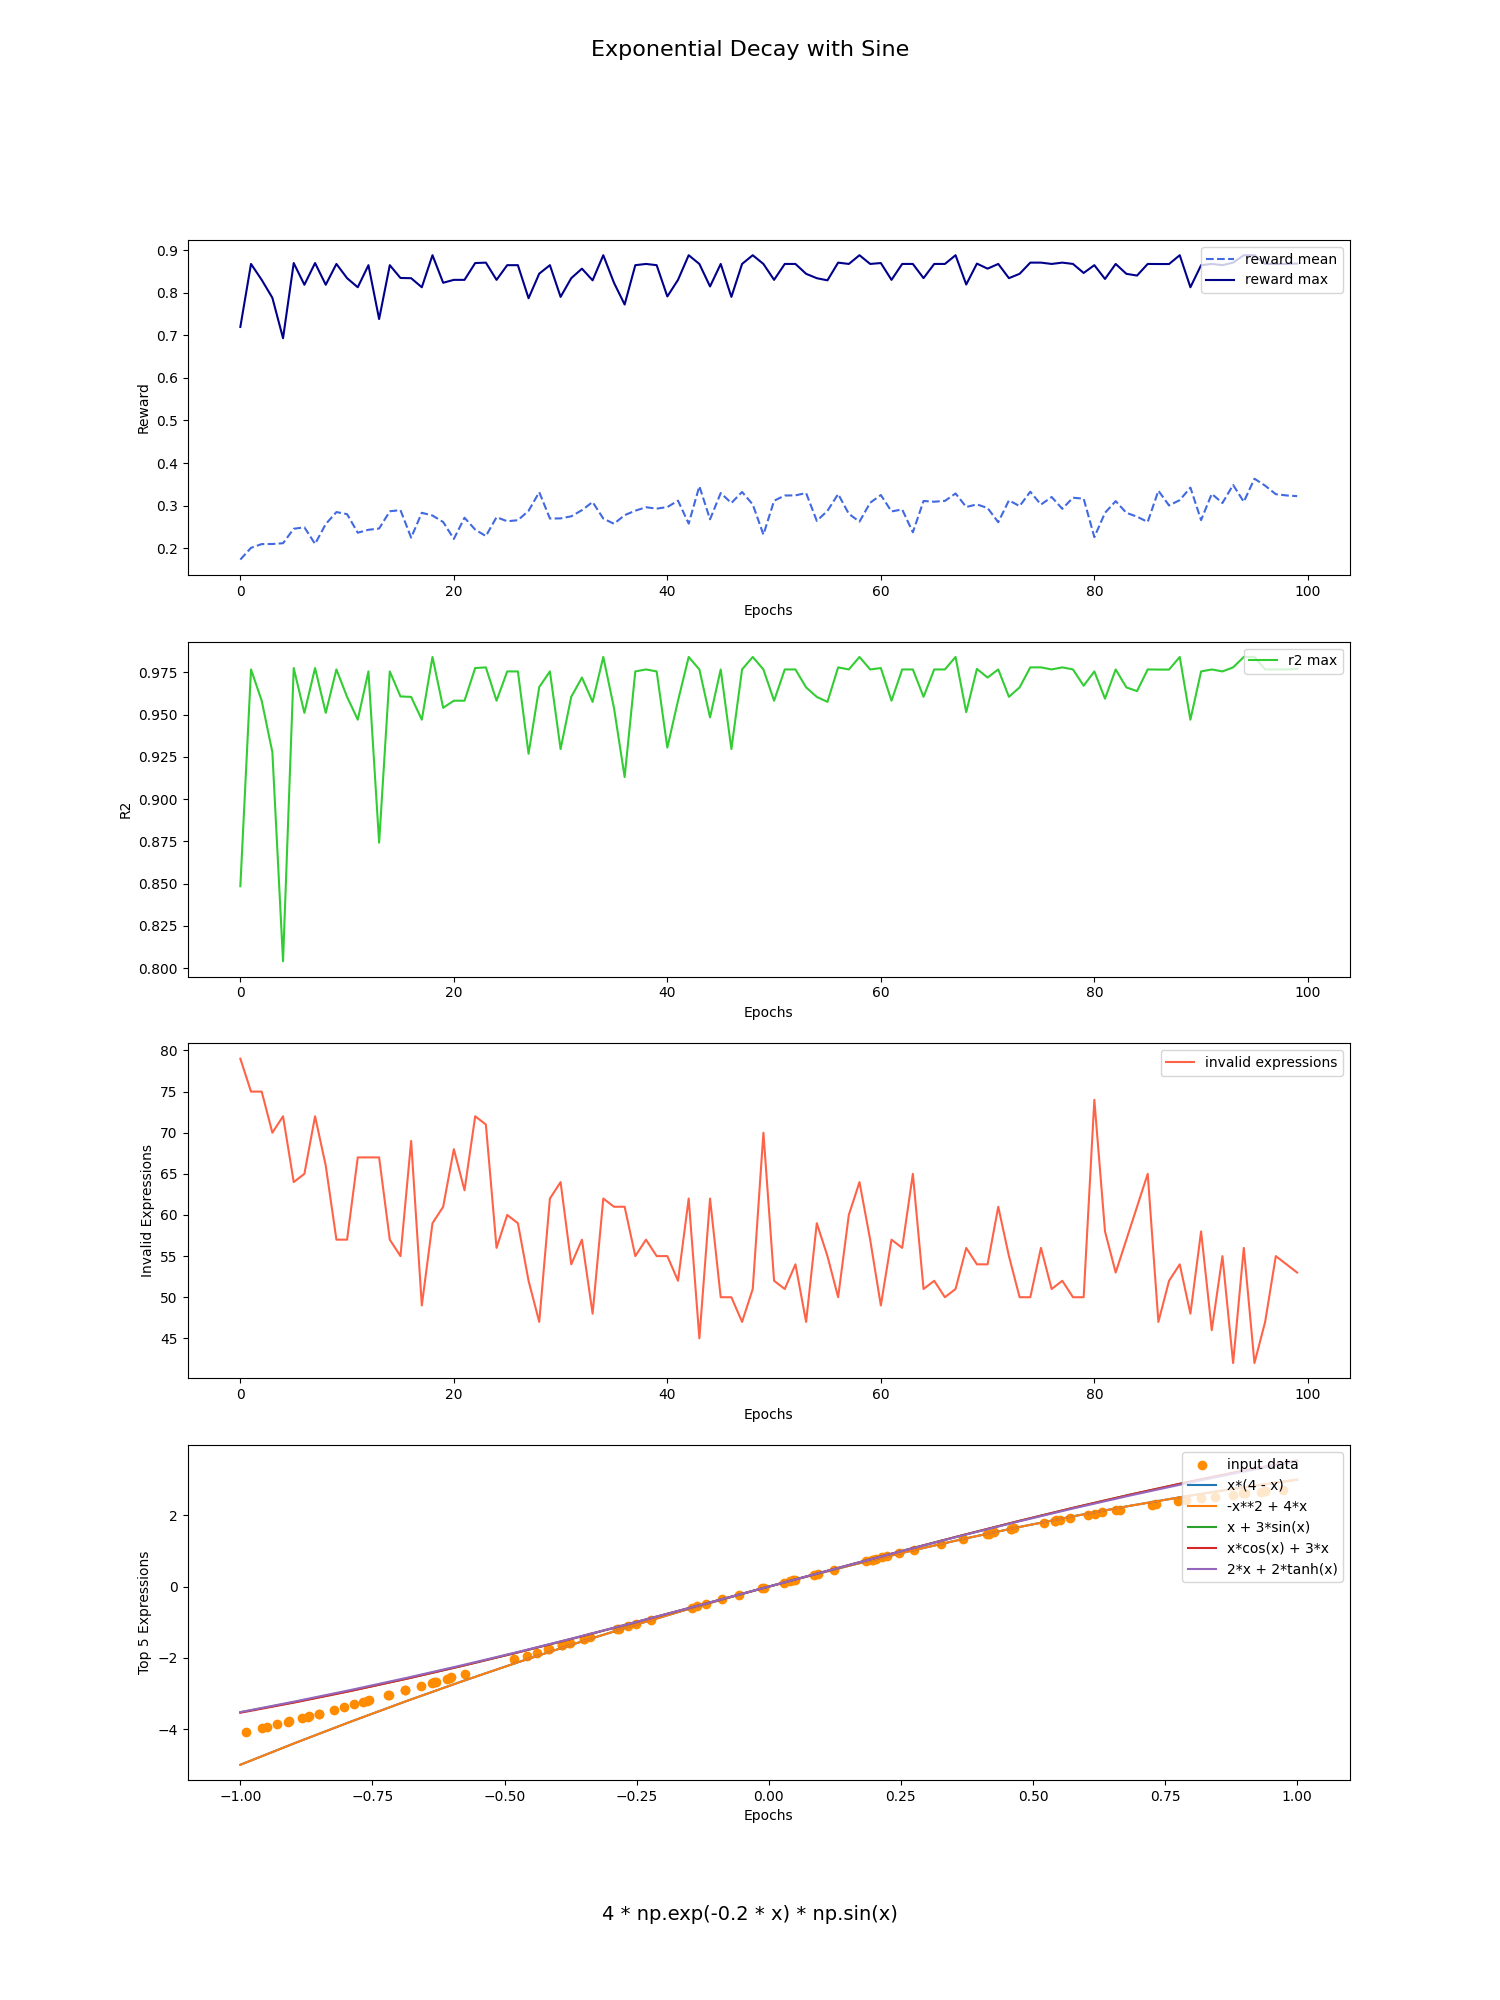 Exponential Decay with Sine
0.9
0.8
0.7
0.6
0.5
0.4
0.3
0.2
Reward
reward mean
reward max
0 20 40 60 80 100
Epochs
0.975
0.950
0.925
0.900
0.875
0.850
0.825
0.800
R2
r2 max
0 20 40 60 80 100
Epochs
80
75
70
65
60
55
50
45
Invalid Expressions
invalid expressions
0 20 40 60 80 100
Epochs
2
0
−2
−4
Top 5 Expressions
input data
x*(4 - x)
-x**2 + 4*x
x + 3*sin(x)
x*cos(x) + 3*x
2*x + 2*tanh(x)
−1.00 −0.75 −0.50 −0.25 0.00 0.25 0.50 0.75 1.00
Epochs
4 * np.exp(-0.2 * x) * np.sin(x)